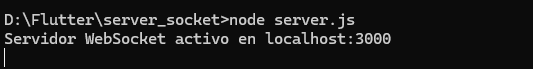 D:\Flutter\server_socket>node server.js
Servidor WebSocket activo en localhost:3000